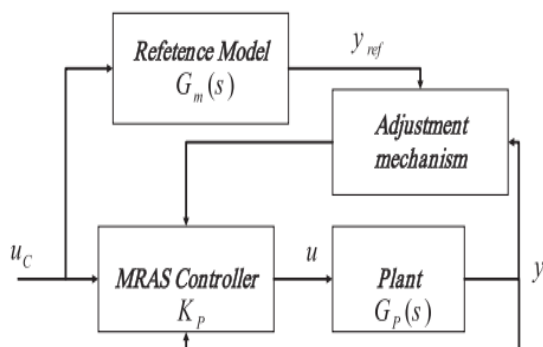 Refetence Model
G_m(s)
y_ref
Adjustment
mechanism
u_C
MRAS Controller
K_P
u
Plant
G_P(s)
y